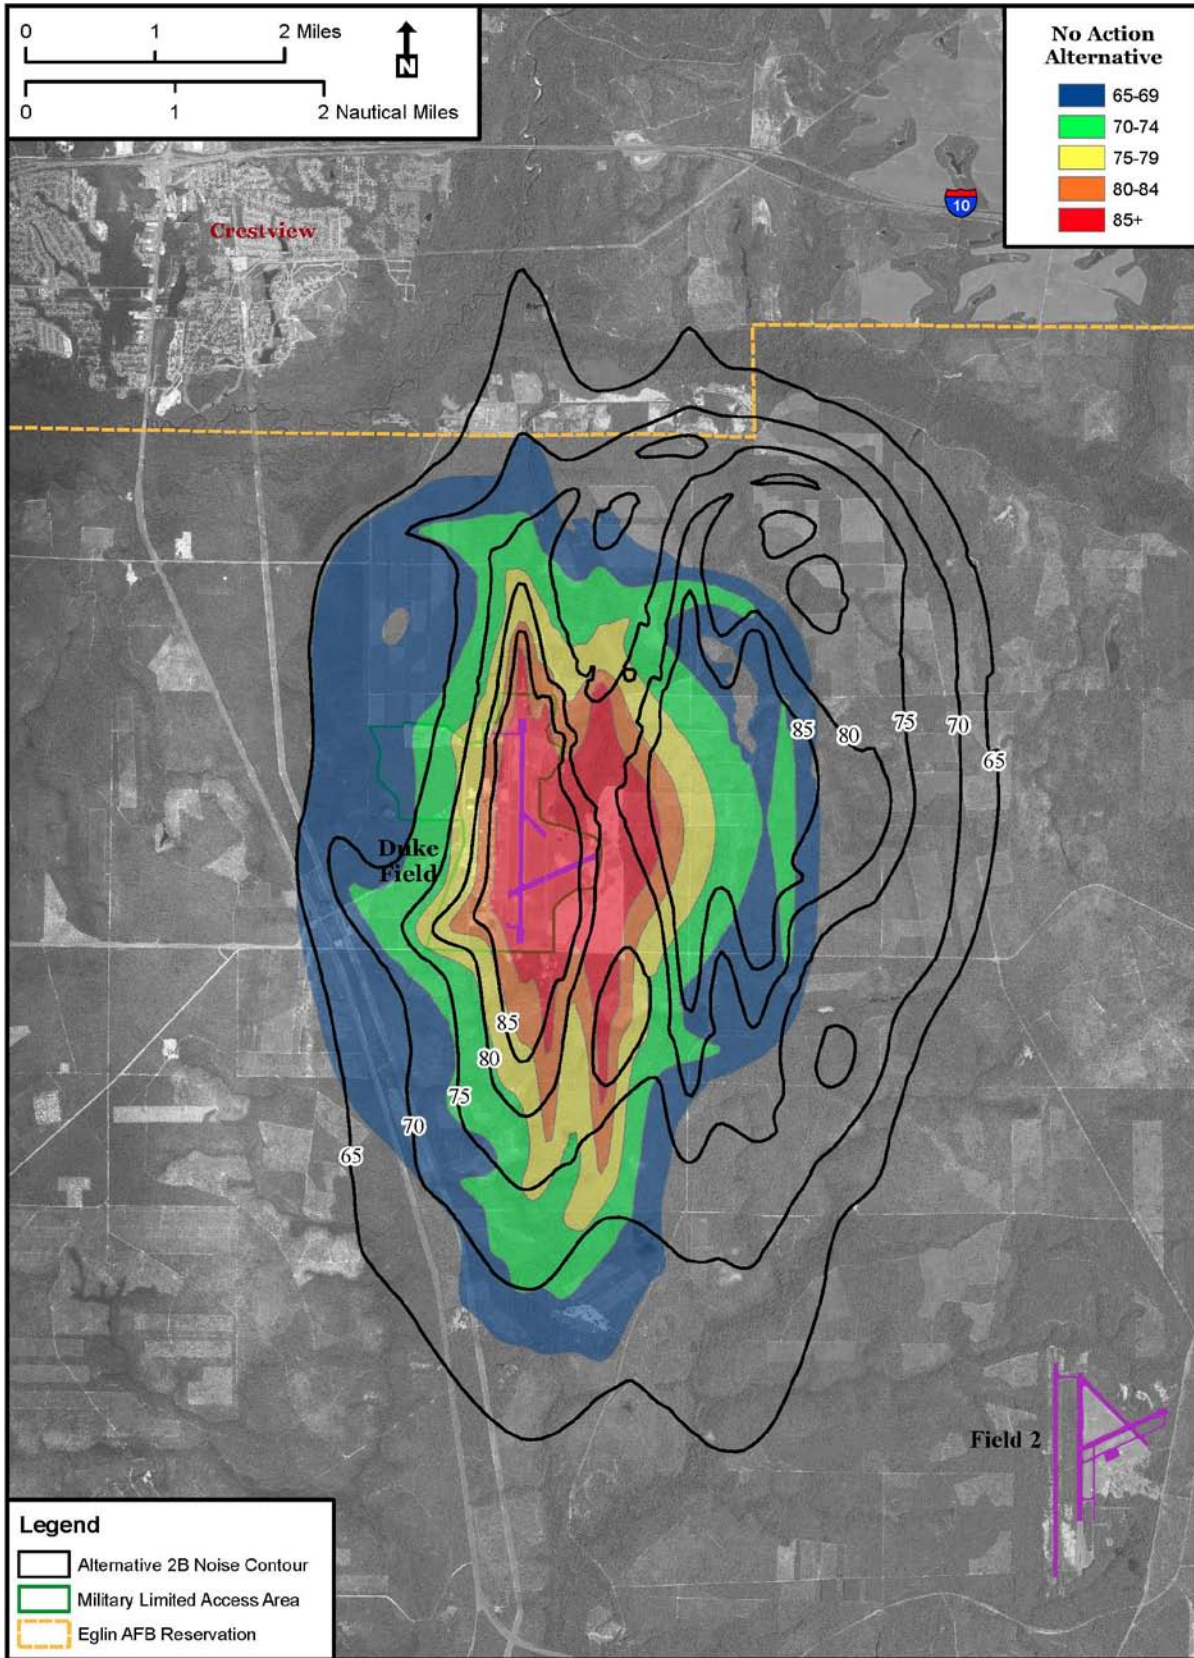 0 1 2 Miles
N
0 1 2 Nautical Miles
No Action
Alternative
65-69
70-74
75-79
80-84
85+
10
Crestview
85
80
75
70
65
Duke
Field
85
80
75
70
65
Field 2
Legend
Alternative 2B Noise Contour
Military Limited Access Area
Eglin AFB Reservation